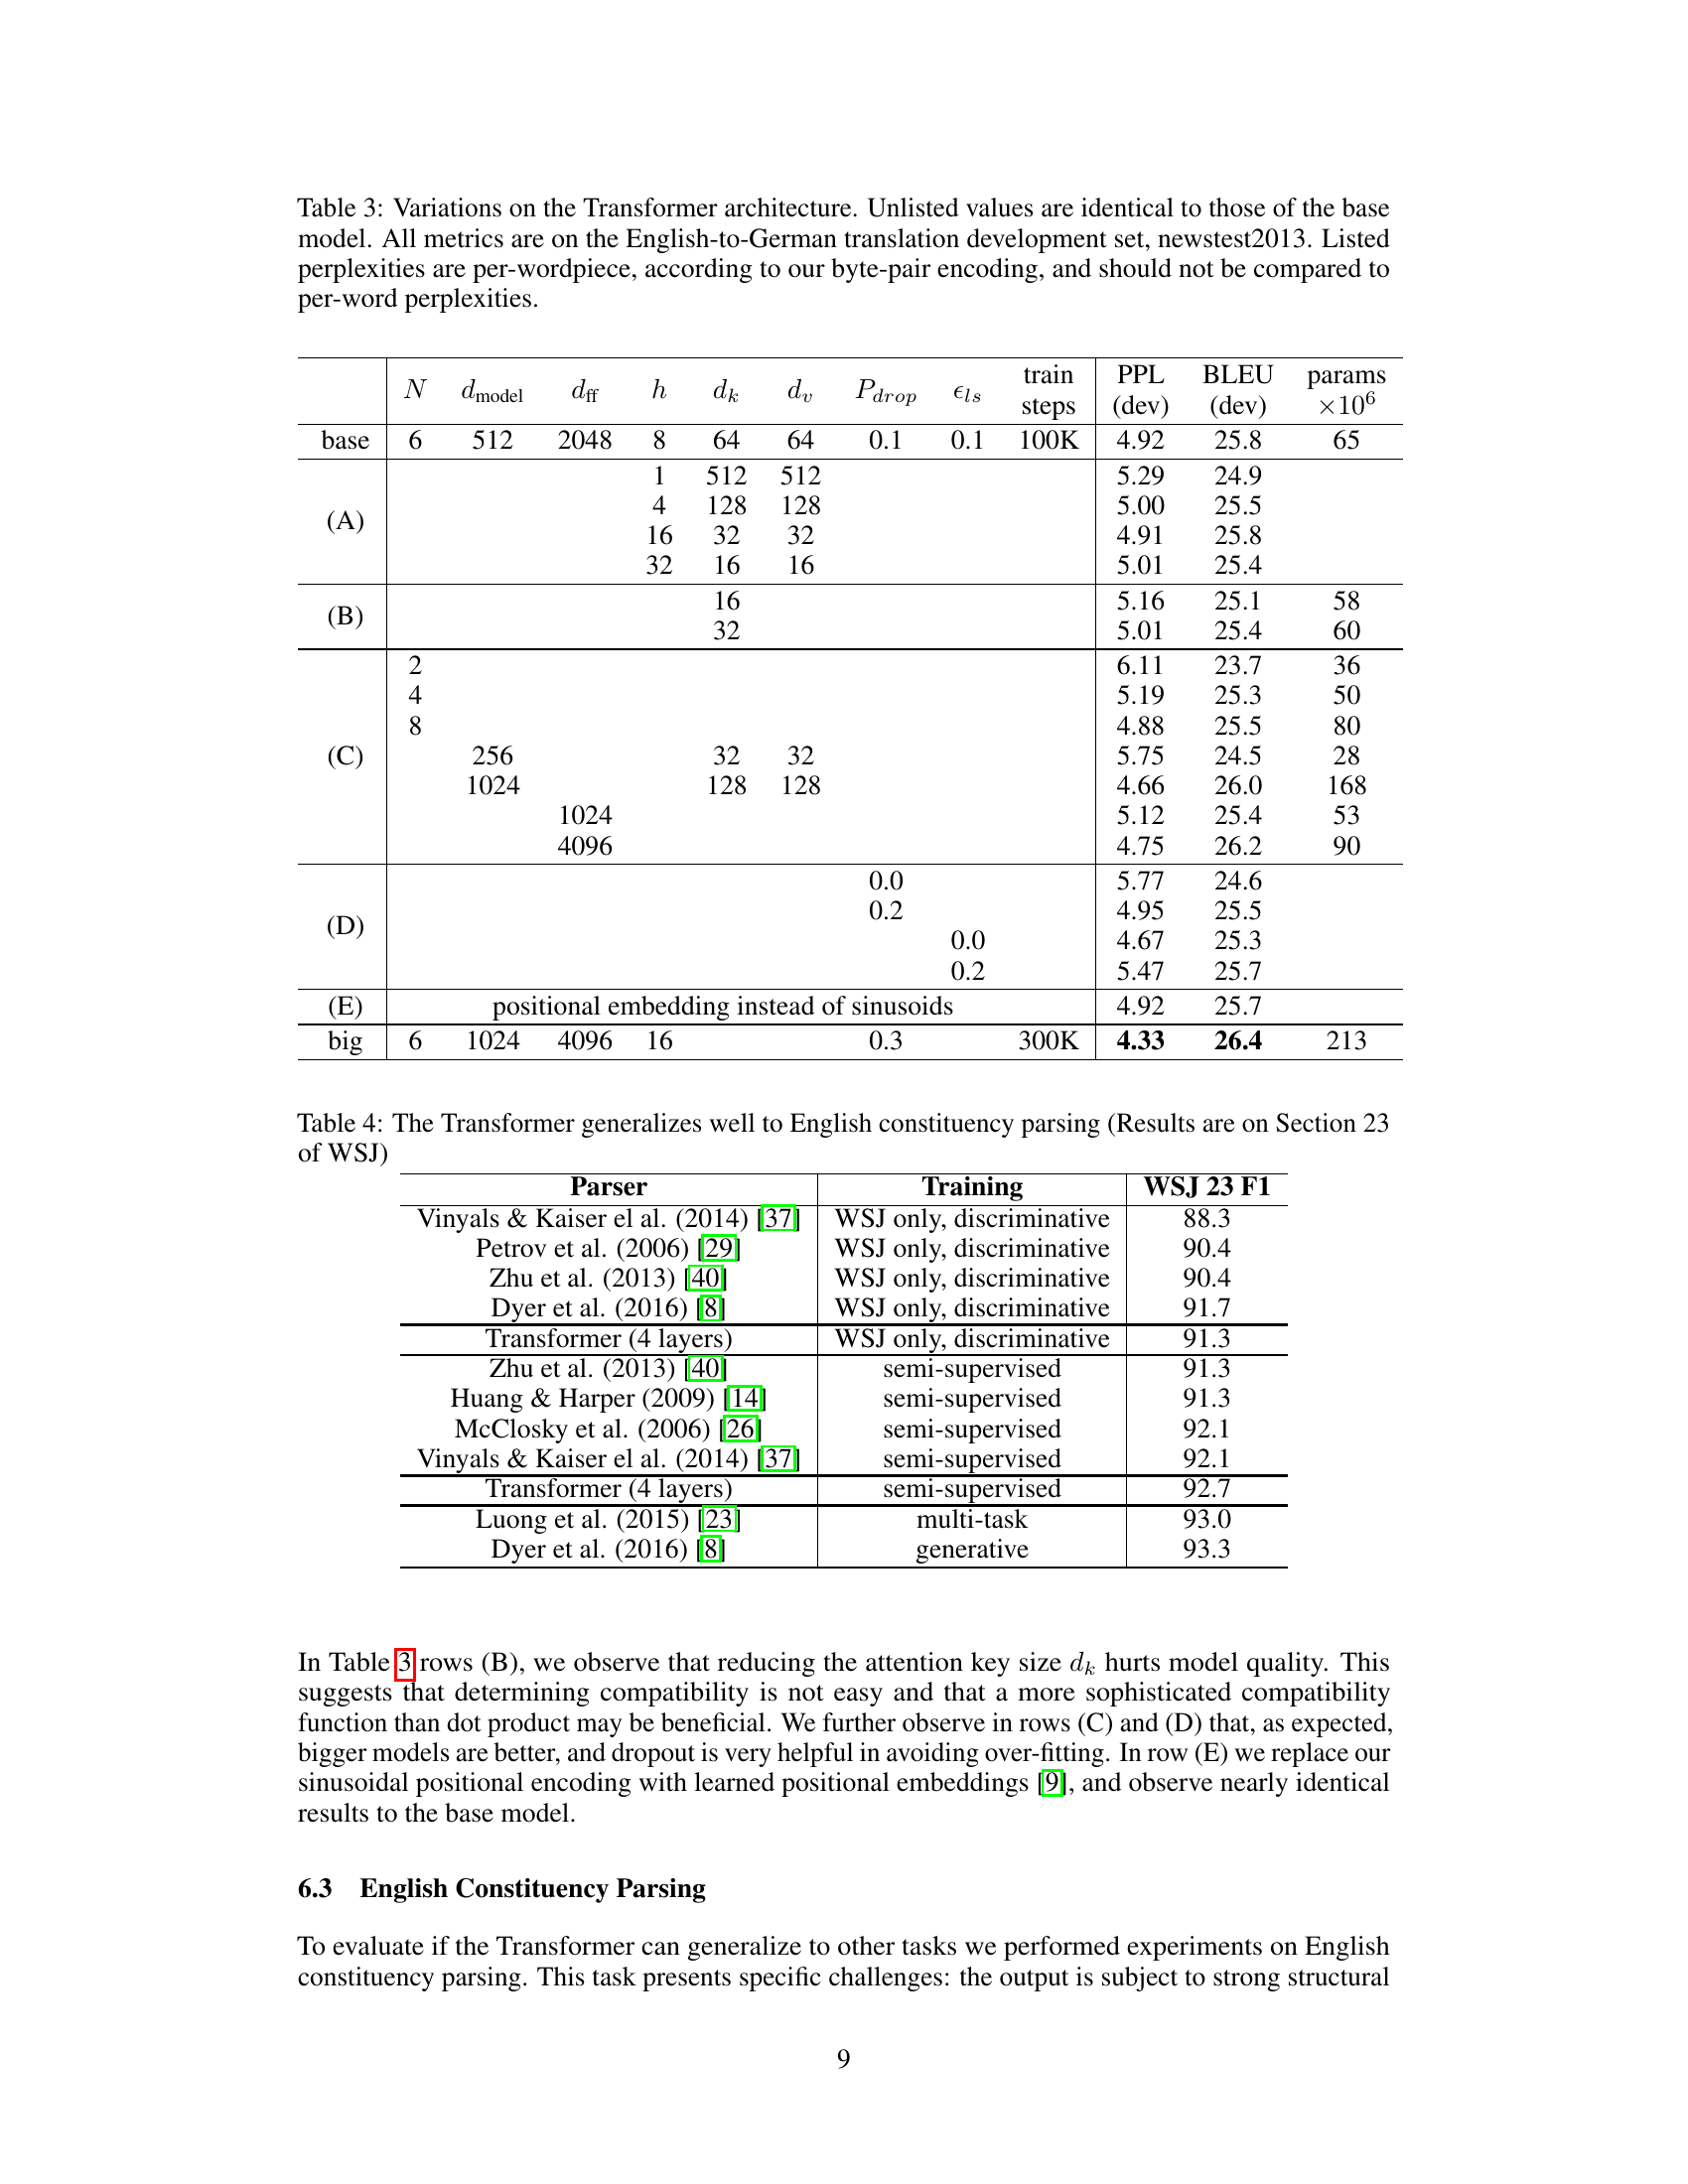 Table 3: Variations on the Transformer architecture. Unlisted values are identical to those of the base
model. All metrics are on the English-to-German translation development set, newstest2013. Listed
perplexities are per-wordpiece, according to our byte-pair encoding, and should not be compared to
per-word perplexities.
N d_model d_ff h d_k d_v P_drop ϵ_ls train steps PPL (dev) BLEU (dev) params ×10^6
base 6 512 2048 8 64 64 0.1 0.1 100K 4.92 25.8 65
(A) 1 512 512 5.29 24.9
4 128 128 5.00 25.5
16 32 32 4.91 25.8
32 16 16 5.01 25.4
(B) 16 5.16 25.1 58
32 5.01 25.4 60
(C) 2 6.11 23.7 36
4 5.19 25.3 50
8 4.88 25.5 80
256 32 32 5.75 24.5 28
1024 128 128 4.66 26.0 168
1024 5.12 25.4 53
4096 4.75 26.2 90
(D) 0.0 5.77 24.6
0.2 4.95 25.5
0.0 4.67 25.3
0.2 5.47 25.7
(E) positional embedding instead of sinusoids 4.92 25.7
big 6 1024 4096 16 0.3 300K 4.33 26.4 213
Table 4: The Transformer generalizes well to English constituency parsing (Results are on Section 23
of WSJ)
Parser Training WSJ 23 F1
Vinyals & Kaiser el al. (2014) [37] WSJ only, discriminative 88.3
Petrov et al. (2006) [29] WSJ only, discriminative 90.4
Zhu et al. (2013) [40] WSJ only, discriminative 90.4
Dyer et al. (2016) [8] WSJ only, discriminative 91.7
Transformer (4 layers) WSJ only, discriminative 91.3
Zhu et al. (2013) [40] semi-supervised 91.3
Huang & Harper (2009) [14] semi-supervised 91.3
McClosky et al. (2006) [26] semi-supervised 92.1
Vinyals & Kaiser el al. (2014) [37] semi-supervised 92.1
Transformer (4 layers) semi-supervised 92.7
Luong et al. (2015) [23] multi-task 93.0
Dyer et al. (2016) [8] generative 93.3
In Table 3 rows (B), we observe that reducing the attention key size d_k hurts model quality. This
suggests that determining compatibility is not easy and that a more sophisticated compatibility
function than dot product may be beneficial. We further observe in rows (C) and (D) that, as expected,
bigger models are better, and dropout is very helpful in avoiding over-fitting. In row (E) we replace our
sinusoidal positional encoding with learned positional embeddings [9], and observe nearly identical
results to the base model.
6.3 English Constituency Parsing
To evaluate if the Transformer can generalize to other tasks we performed experiments on English
constituency parsing. This task presents specific challenges: the output is subject to strong structural
9